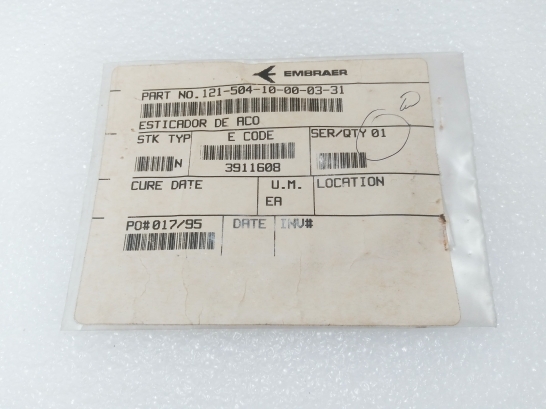 EMBRAER
PART NO. 121-504-10-00-03-31
ESTICADOR DE ACO
STK TYP E CODE SER/QTY 01
N 3911608
CURE DATE U.M. LOCATION
EA
PO# 017/95 DATE INV#